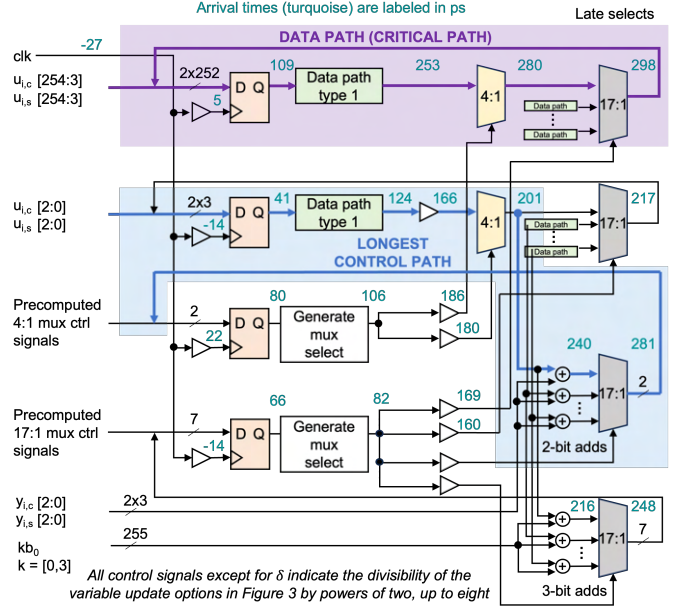 Arrival times (turquoise) are labeled in ps
Late selects
clk
-27
DATA PATH (CRITICAL PATH)
u_i,c [254:3]
u_i,s [254:3]
2x252
5
D Q
109
Data path
type 1
253
4:1
280
Data path
Data path
17:1
298
u_i,c [2:0]
u_i,s [2:0]
2x3
-14
D Q
41
Data path
type 1
124
166
4:1
201
Data path
Data path
17:1
217
LONGEST
CONTROL PATH
Precomputed
4:1 mux ctrl
signals
2
22
D Q
80
Generate
mux
select
106
186
180
240
281
17:1
2
2-bit adds
Precomputed
17:1 mux ctrl
signals
7
-14
D Q
66
Generate
mux
select
82
169
160
y_i,c [2:0]
y_i,s [2:0]
2x3
kb₀
k = [0,3]
255
216
248
17:1
7
3-bit adds
All control signals except for δ indicate the divisibility of the
variable update options in Figure 3 by powers of two, up to eight